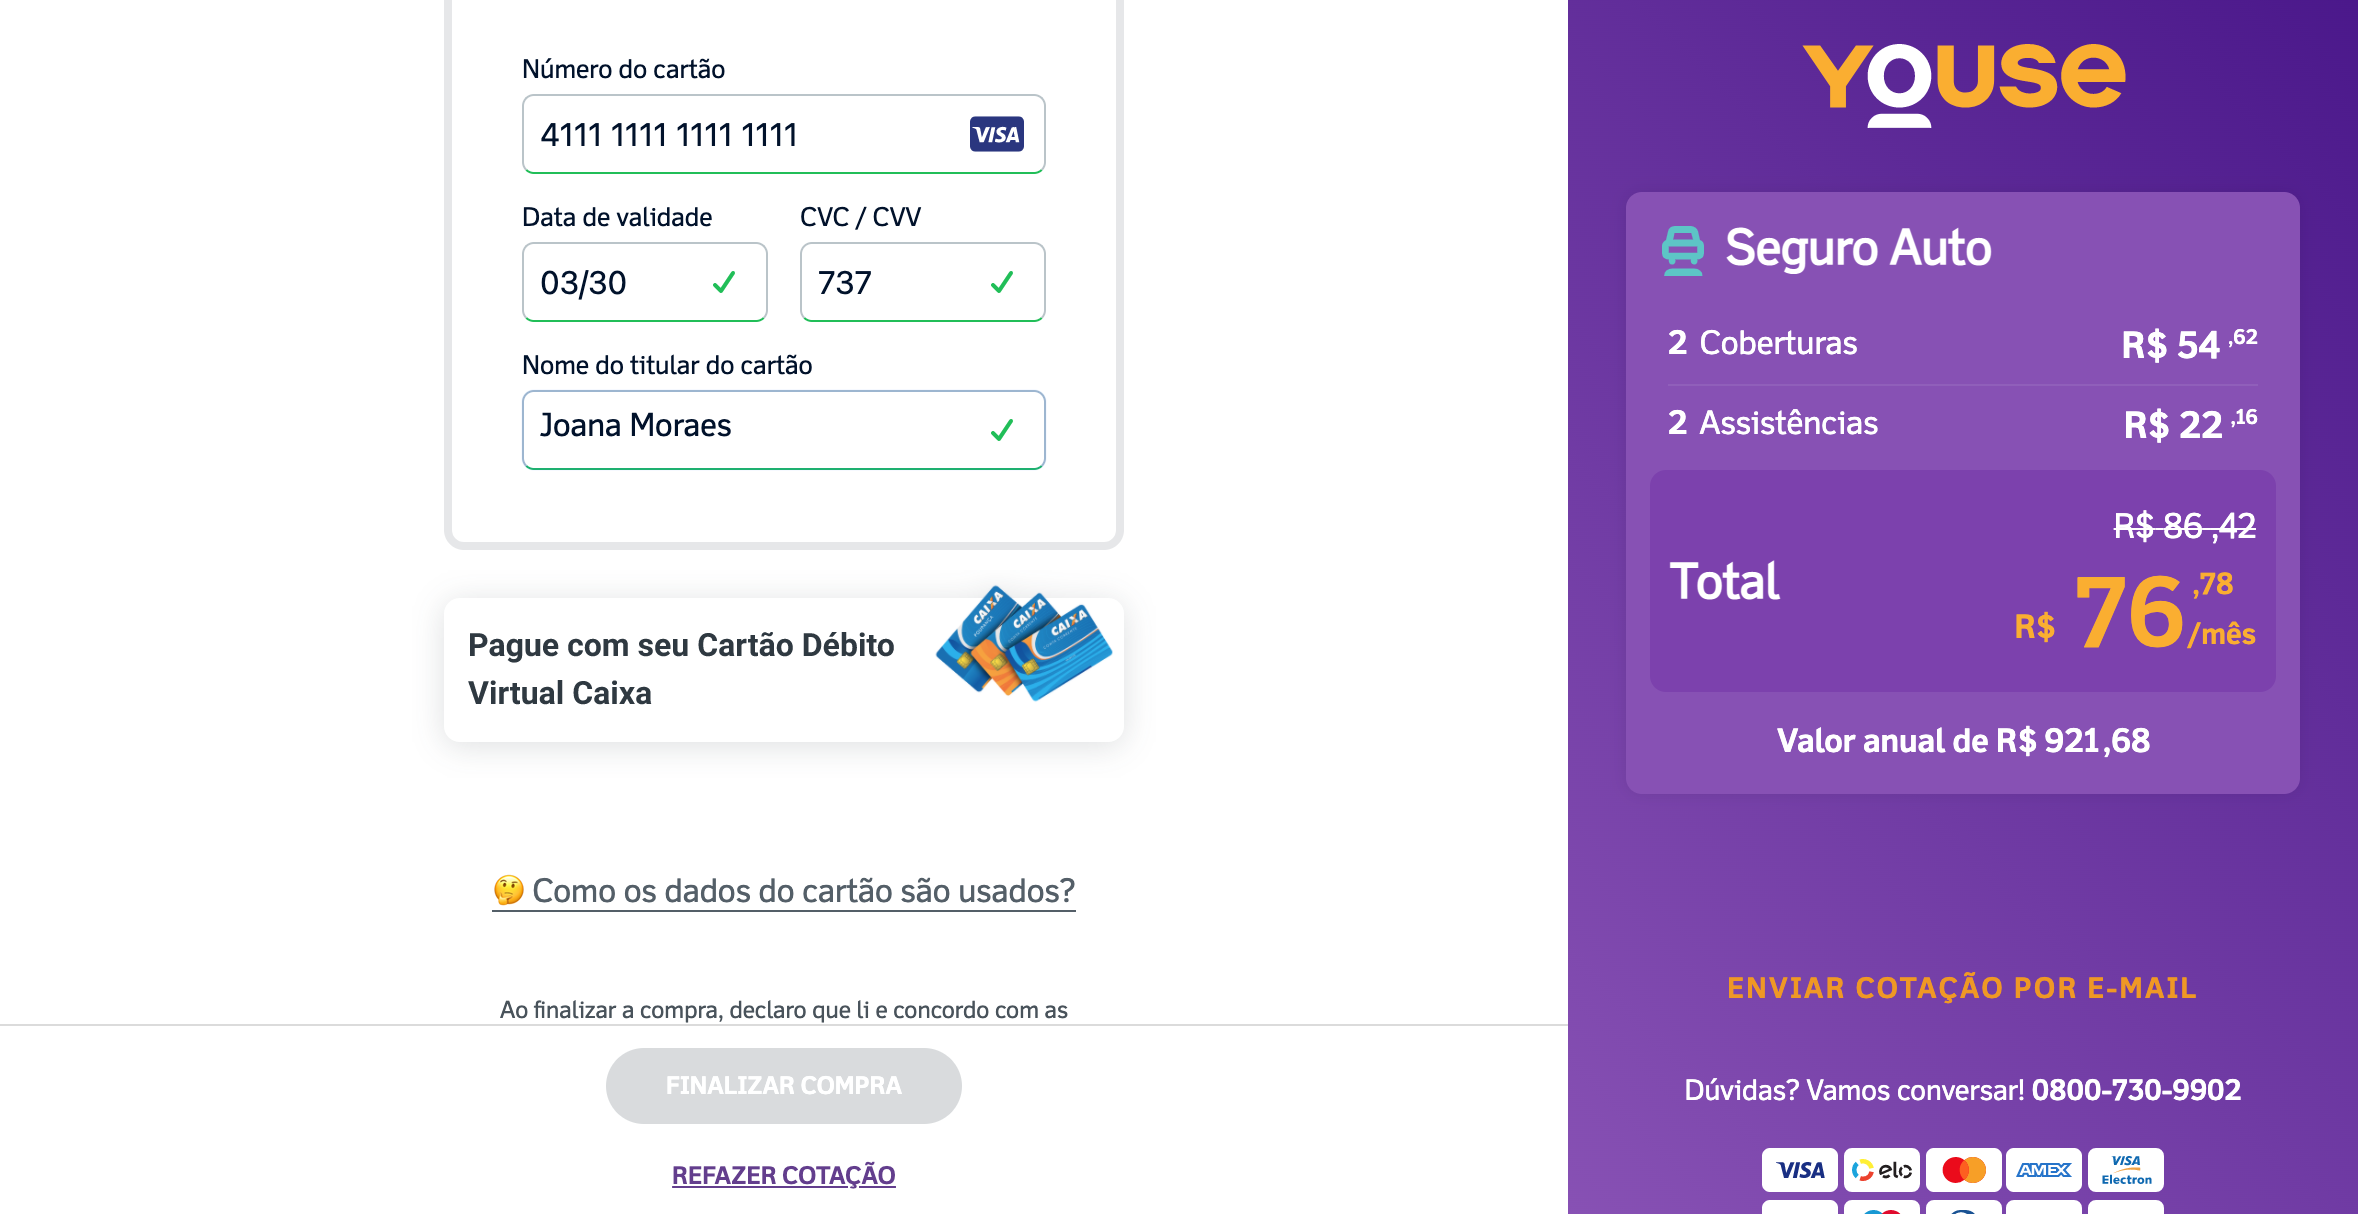 Número do cartão
4111 1111 1111 1111
VISA
Data de validade
CVC / CVV
03/30
737
Nome do titular do cartão
Joana Moraes
Pague com seu Cartão Débito
Virtual Caixa
CAIXA
CAIXA
CAIXA
🤔 Como os dados do cartão são usados?
Ao finalizar a compra, declaro que li e concordo com as
FINALIZAR COMPRA
REFAZER COTAÇÃO
YOUSE
Seguro Auto
2 Coberturas
R$ 54 ,62
2 Assistências
R$ 22 ,16
Total
R$ 86 ,42
R$ 76 ,78 /mês
Valor anual de R$ 921,68
ENVIAR COTAÇÃO POR E-MAIL
Dúvidas? Vamos conversar! 0800-730-9902
VISA
elo
AMEX
VISA
Electron